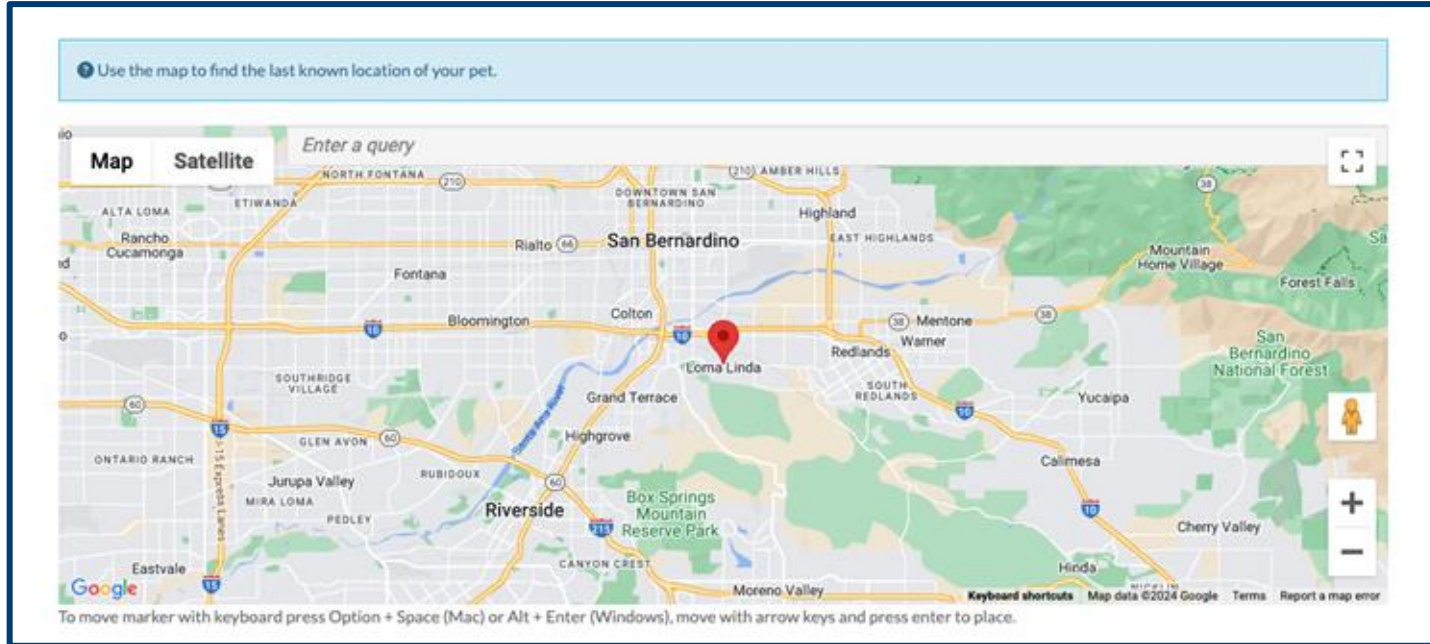 Use the map to find the last known location of your pet.
Enter a query
Map Satellite
NORTH FONTANA
210
210
AMBER HILLS
38
ETIWANDA
DOWNTOWN SAN
BERNARDINO
ALTA LOMA
Highland
Rancho
Cucamonga
Rialto
66
San Bernardino
EAST HIGHLANDS
Mountain
Home Village
Fontana
Forest Falls
Bloomington
Colton
10
10
38
Mentone
38
Warner
Redlands
Loma Linda
San
Bernardino
National Forest
SOUTHRIDGE
VILLAGE
SOUTH
REDLANDS
Grand Terrace
Yucaipa
60
10
15
Santa Ana River
GLEN AVON
60
Highgrove
ONTARIO RANCH
I-15 Express Lanes
RUBIDOUX
Calimesa
Jurupa Valley
60
MIRA LOMA
Box Springs
Mountain
Reserve Park
PEDLEY
Riverside
215
10
Cherry Valley
Eastvale
15
CANYON CREST
Hinda
Moreno Valley
Google
Keyboard shortcuts Map data ©2024 Google Terms Report a map error
To move marker with keyboard press Option + Space (Mac) or Alt + Enter (Windows), move with arrow keys and press enter to place.